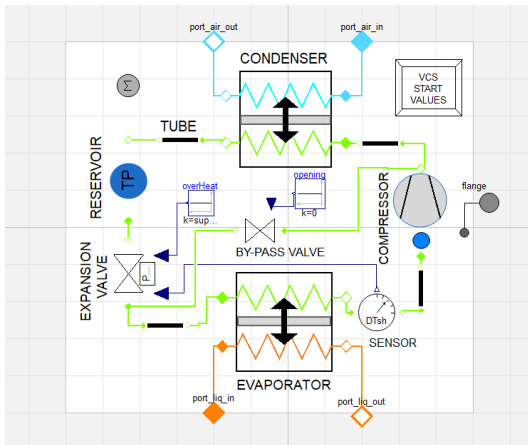 port_air_out
port_air_in
CONDENSER
Σ
VCS
START
VALUES
TUBE
RESERVOIR
TP
overHeat
k=sup...
opening
k=0
COMPRESSOR
flange
BY-PASS VALVE
EXPANSION
VALVE
P...
DTsh
SENSOR
EVAPORATOR
port_liq_in
port_liq_out